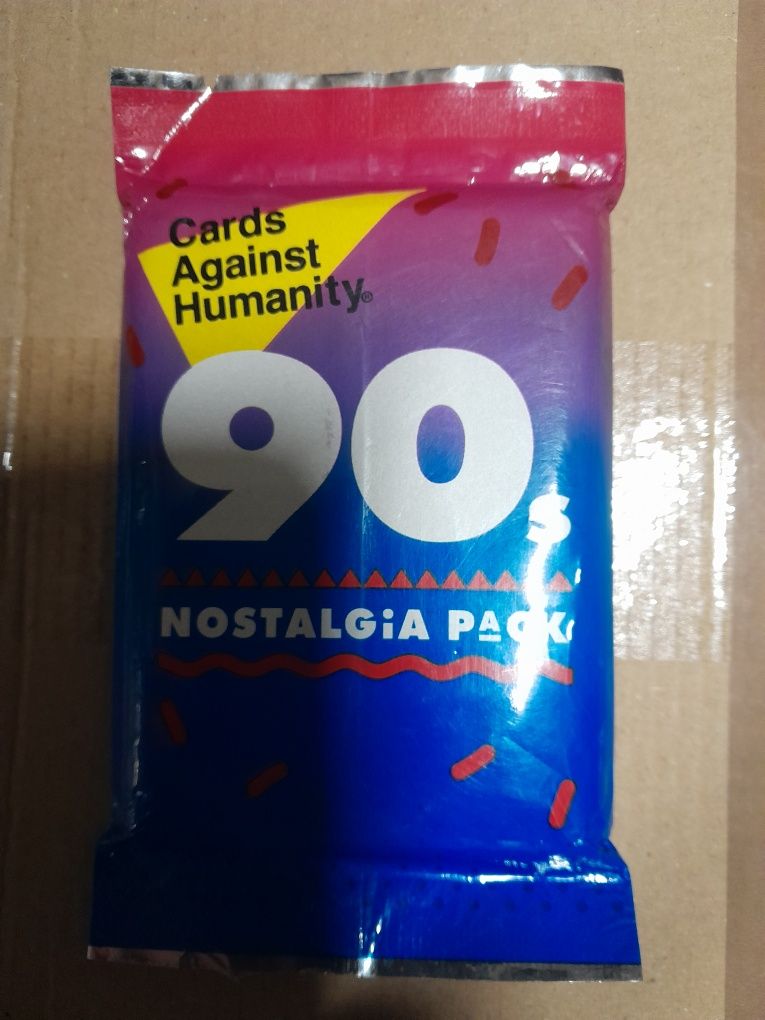 Cards
Against
Humanity®
90s
NOSTALGiA PACK